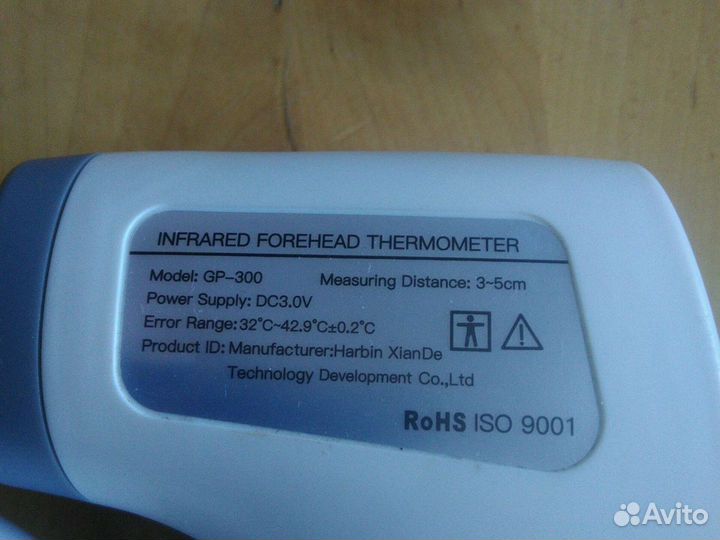 INFRARED FOREHEAD THERMOMETER
Model: GP-300 Measuring Distance: 3~5cm
Power Supply: DC3.0V
Error Range: 32°C~42.9°C±0.2°C
Product ID: Manufacturer:Harbin XianDe
Technology Development Co.,Ltd
RoHS ISO 9001
Avito